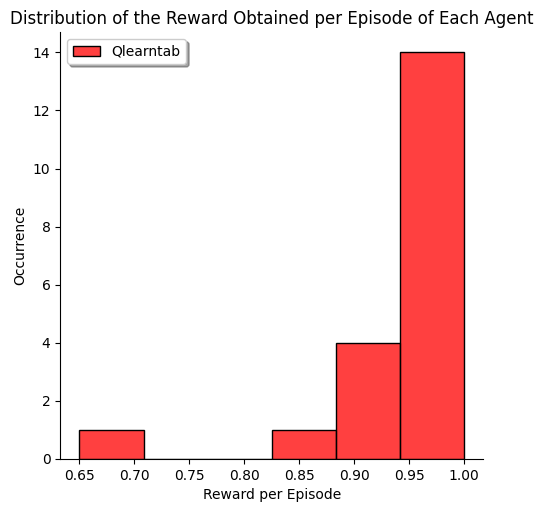 Distribution of the Reward Obtained per Episode of Each Agent
Qlearntab
14
12
10
8
6
4
2
0
Occurrence
0.65 0.70 0.75 0.80 0.85 0.90 0.95 1.00
Reward per Episode